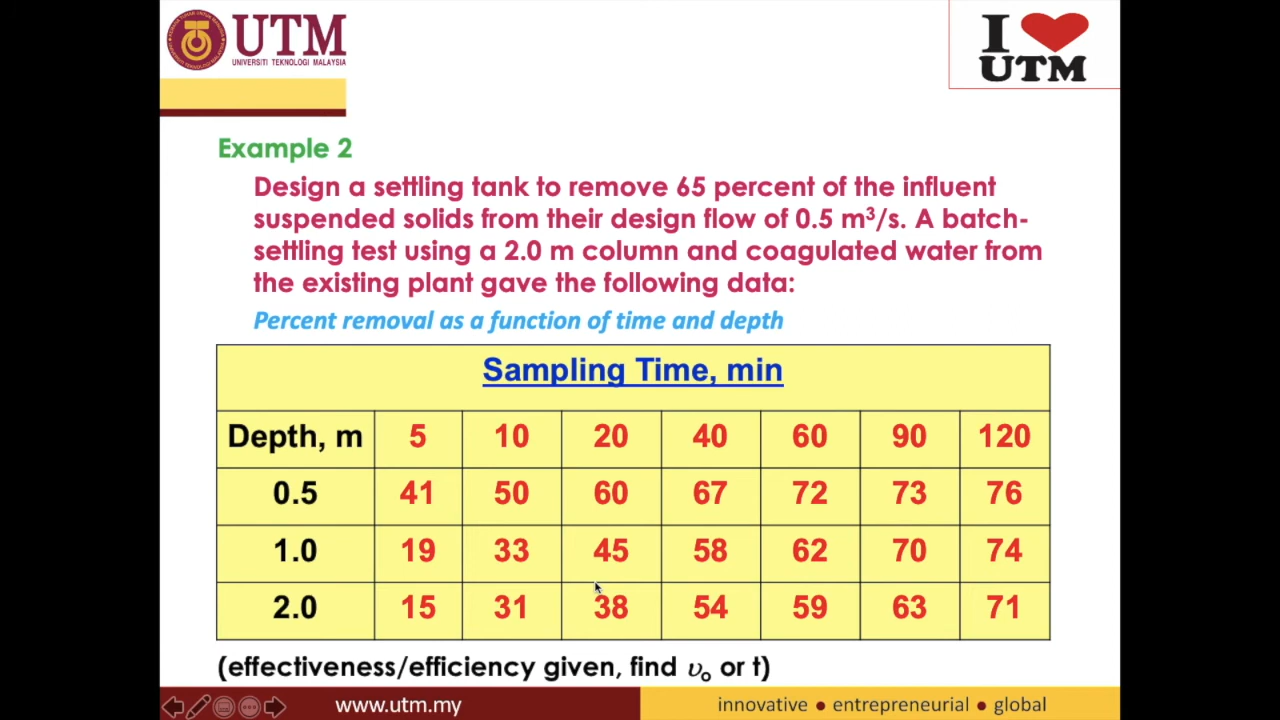 UTM
UNIVERSITI TEKNOLOGI MALAYSIA
I
UTM
Example 2
Design a settling tank to remove 65 percent of the influent
suspended solids from their design flow of 0.5 m³/s. A batch-
settling test using a 2.0 m column and coagulated water from
the existing plant gave the following data:
Percent removal as a function of time and depth
Sampling Time, min
Depth, m 5 10 20 40 60 90 120
0.5 41 50 60 67 72 73 76
1.0 19 33 45 58 62 70 74
2.0 15 31 38 54 59 63 71
(effectiveness/efficiency given, find υₒ or t)
www.utm.my
innovative ● entrepreneurial ● global